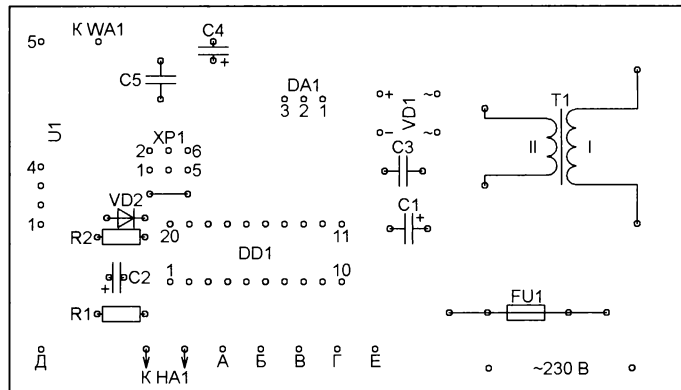 5 К WA1 C4
C5
DA1
3 2 1
+ ~
VD1
− ~
T1
II I
U1
XP1
2 6
1 5
4
C3
VD2
1
C1
+
R2
20 11
DD1
1 10
C2
+
R1
FU1
Д К HA1 А Б В Г Е
~230 В